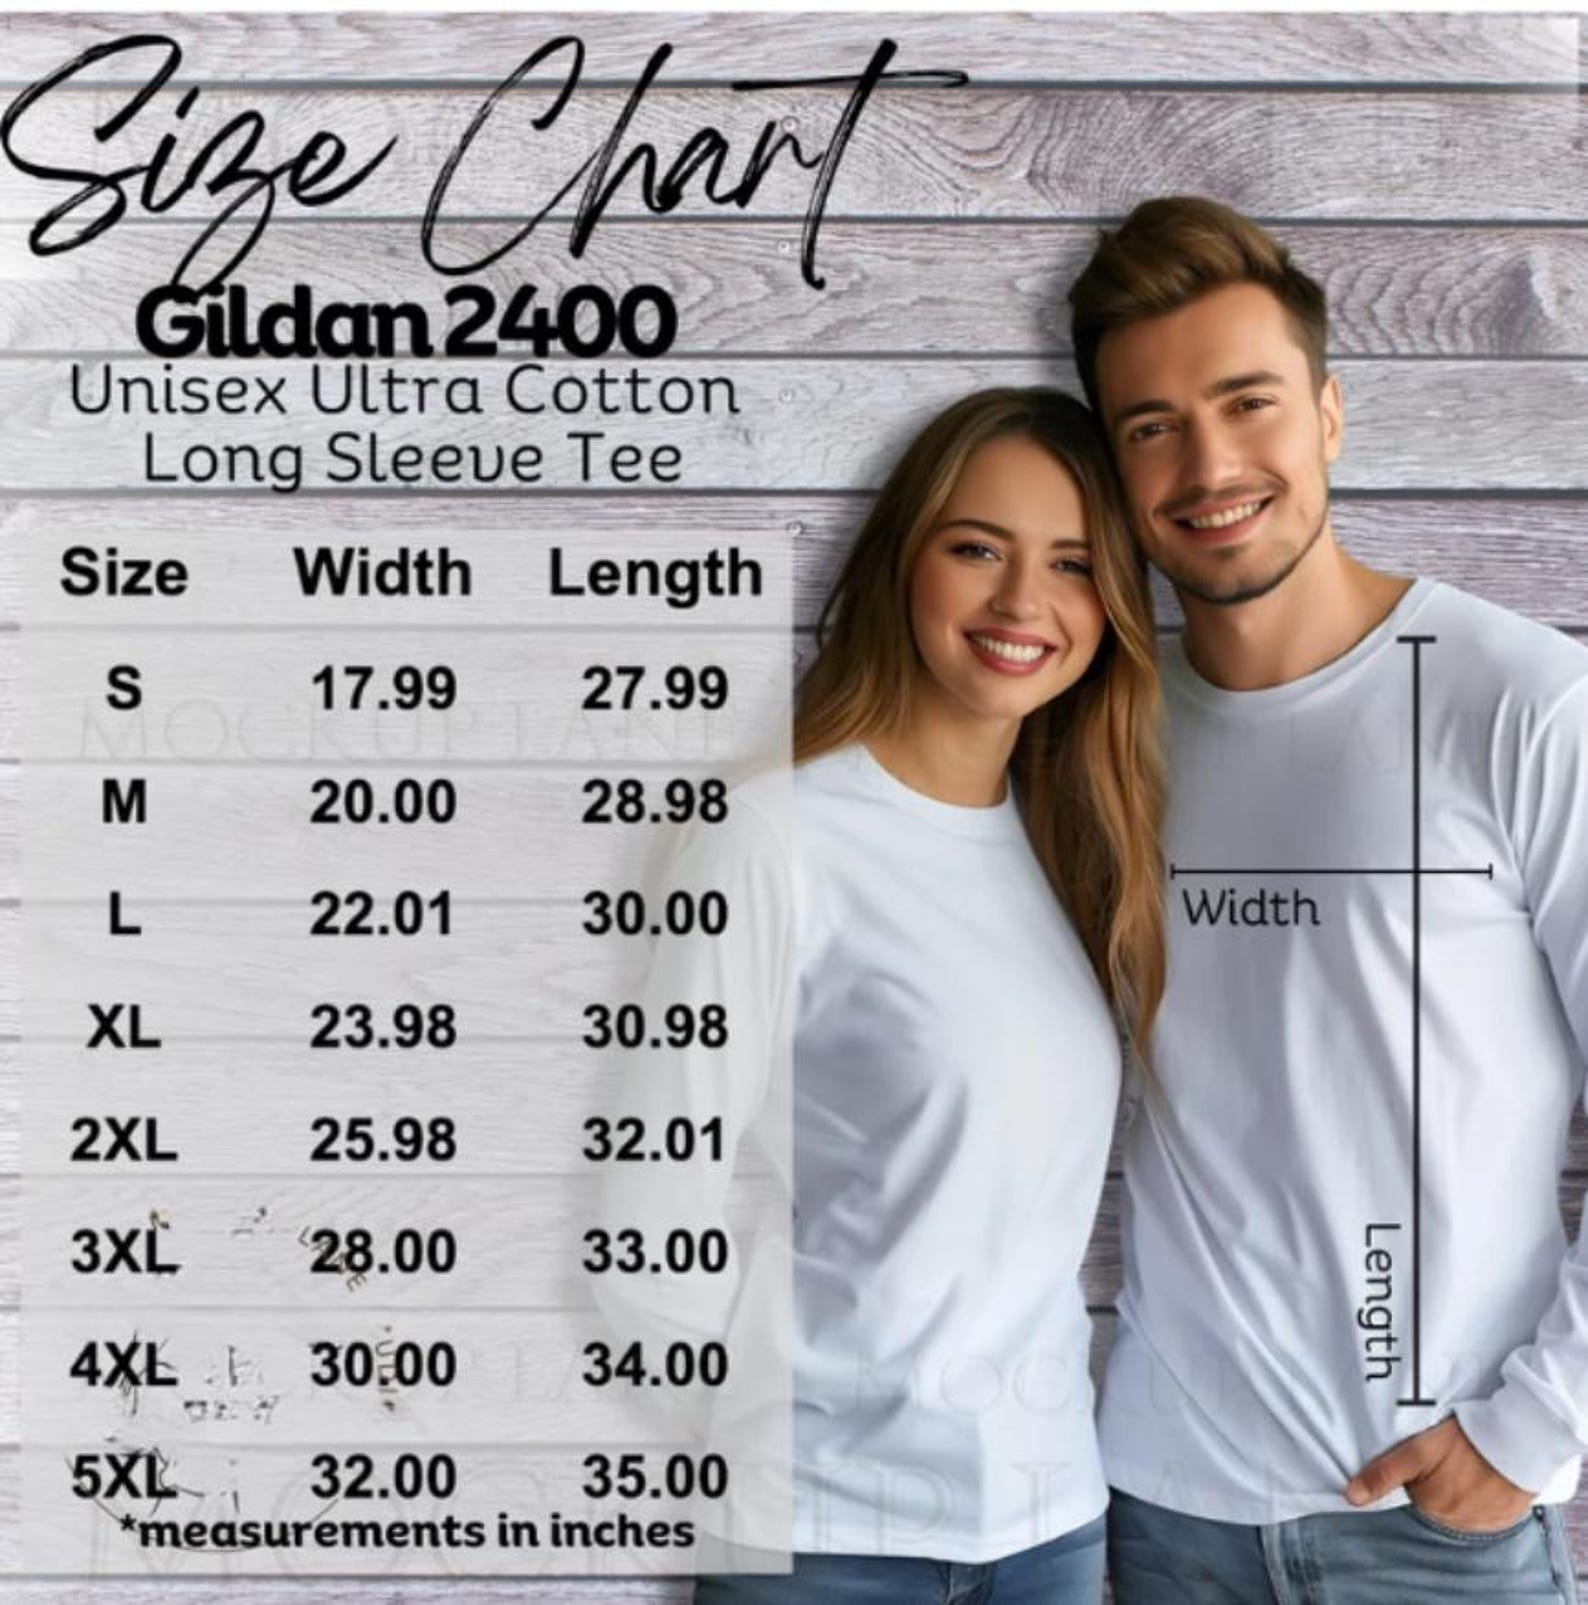 Size Chart
Gildan 2400
Unisex Ultra Cotton
Long Sleeve Tee
Size Width Length
S 17.99 27.99
M 20.00 28.98
L 22.01 30.00
XL 23.98 30.98
2XL 25.98 32.01
3XL 28.00 33.00
4XL 30.00 34.00
5XL 32.00 35.00
*measurements in inches
Width
Length
MOCKUP LANE